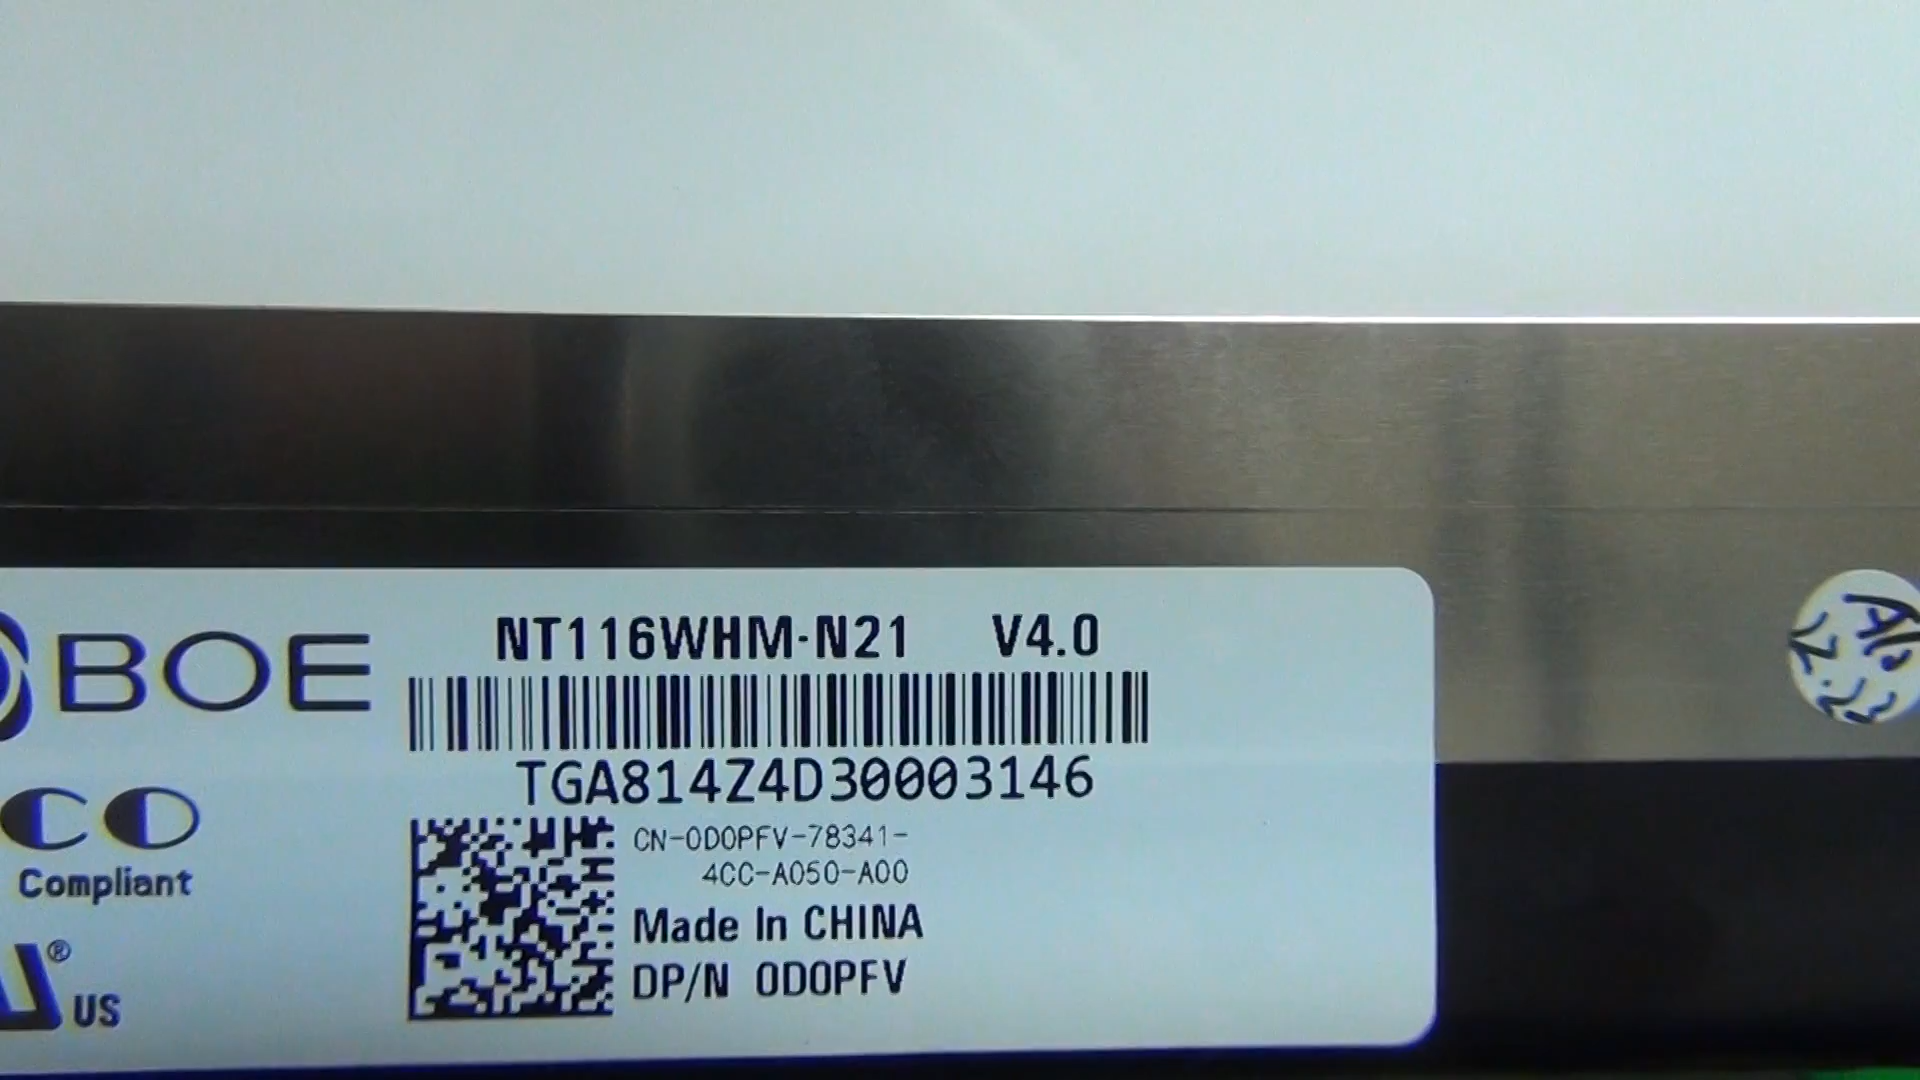 BOE
NT116WHM-N21 V4.0
TGA814Z4D30003146
CO
Compliant
CN-0D0PFV-78341-
4CC-A050-A00
Made In CHINA
® US
DP/N 0D0PFV